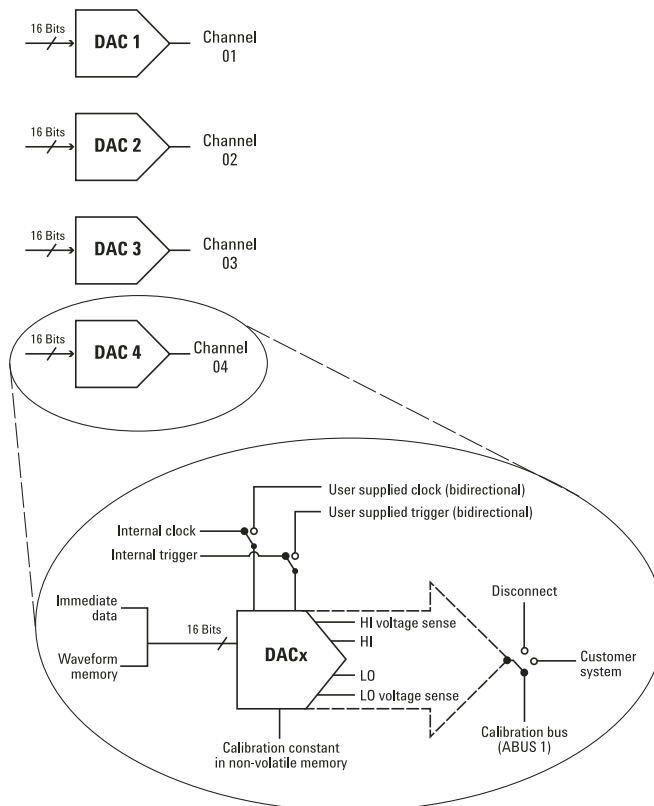 16 Bits
DAC 1
Channel
01
16 Bits
DAC 2
Channel
02
16 Bits
DAC 3
Channel
03
16 Bits
DAC 4
Channel
04
User supplied clock (bidirectional)
User supplied trigger (bidirectional)
Internal clock
Internal trigger
Immediate
data
Waveform
memory
16 Bits
DACx
HI voltage sense
HI
LO
LO voltage sense
Disconnect
Customer
system
Calibration bus
(ABUS 1)
Calibration constant
in non-volatile memory